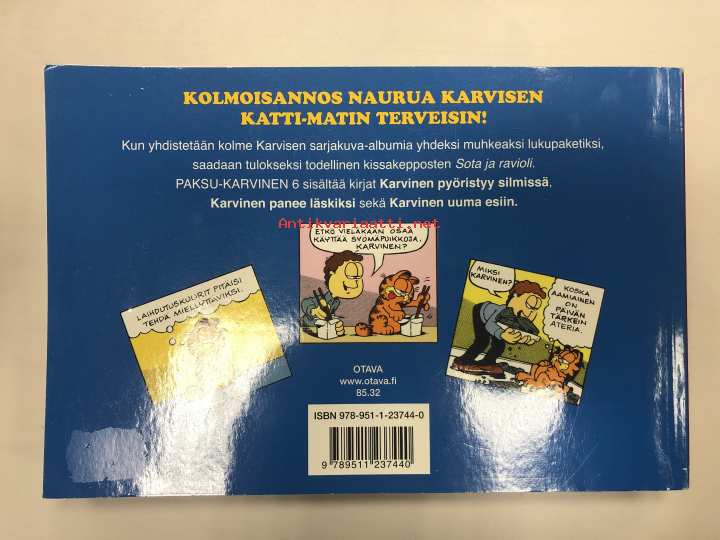 KOLMOISANNOS NAURUA KARVISEN
KATTI-MATIN TERVEISIN!
Kun yhdistetään kolme Karvisen sarjakuva-albumia yhdeksi muhkeaksi lukupaketiksi,
saadaan tulokseksi todellinen kissakepposten Sota ja ravioli.
PAKSU-KARVINEN 6 sisältää kirjat Karvinen pyöristyy silmissä,
Karvinen panee läskiksi sekä Karvinen uuma esiin.
Antikvariaatti.net
ETKÖ VIELÄKÄÄN OSAA
KÄYTTÄÄ SYÖMÄPUIKKOJA,
KARVINEN?
LAIHDUTUSKUURIT PITÄISI
TEHDÄ MIELLYTTÄVIKSI.
MIKSI
KARVINEN?
KOSKA
AAMIAINEN
ON
PÄIVÄN
TÄRKEIN
ATERIA.
OTAVA
www.otava.fi
85.32
ISBN 978-951-1-23744-0
9 789511 237440